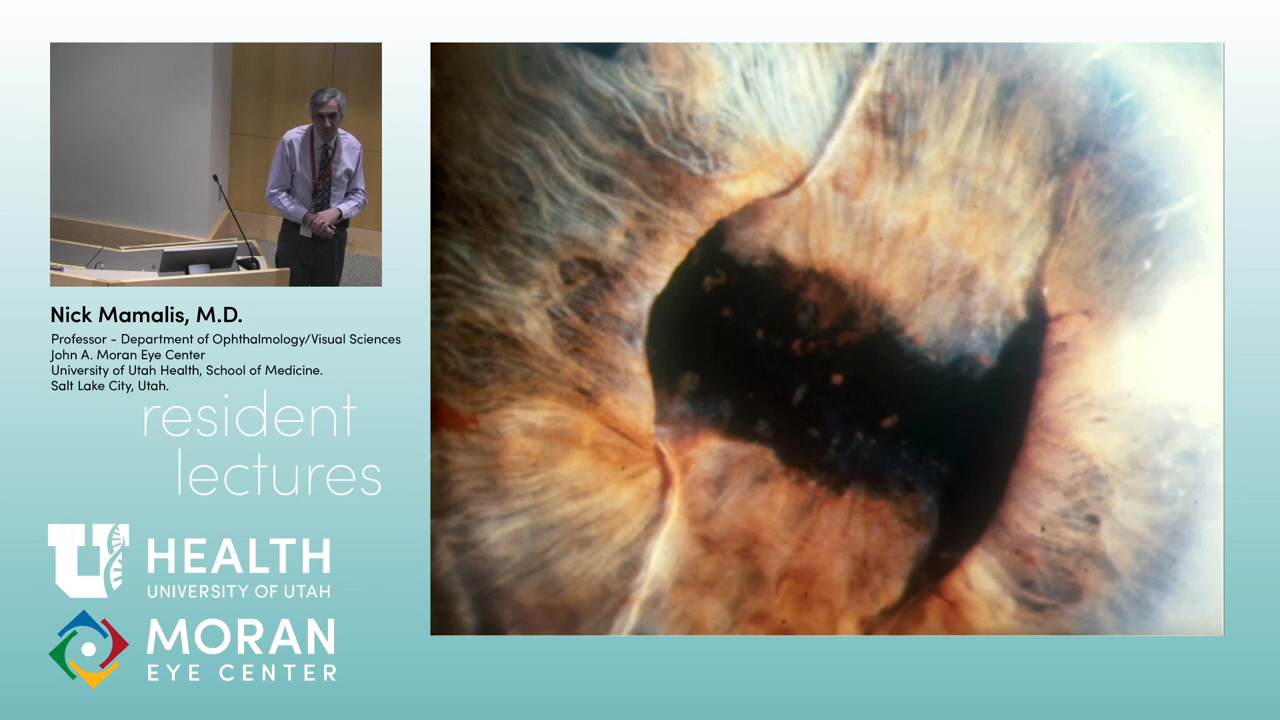 Nick Mamalis, M.D.
Professor - Department of Ophthalmology/Visual Sciences
John A. Moran Eye Center
University of Utah Health, School of Medicine.
Salt Lake City, Utah.
resident
lectures
U HEALTH
UNIVERSITY OF UTAH
MORAN
EYE CENTER